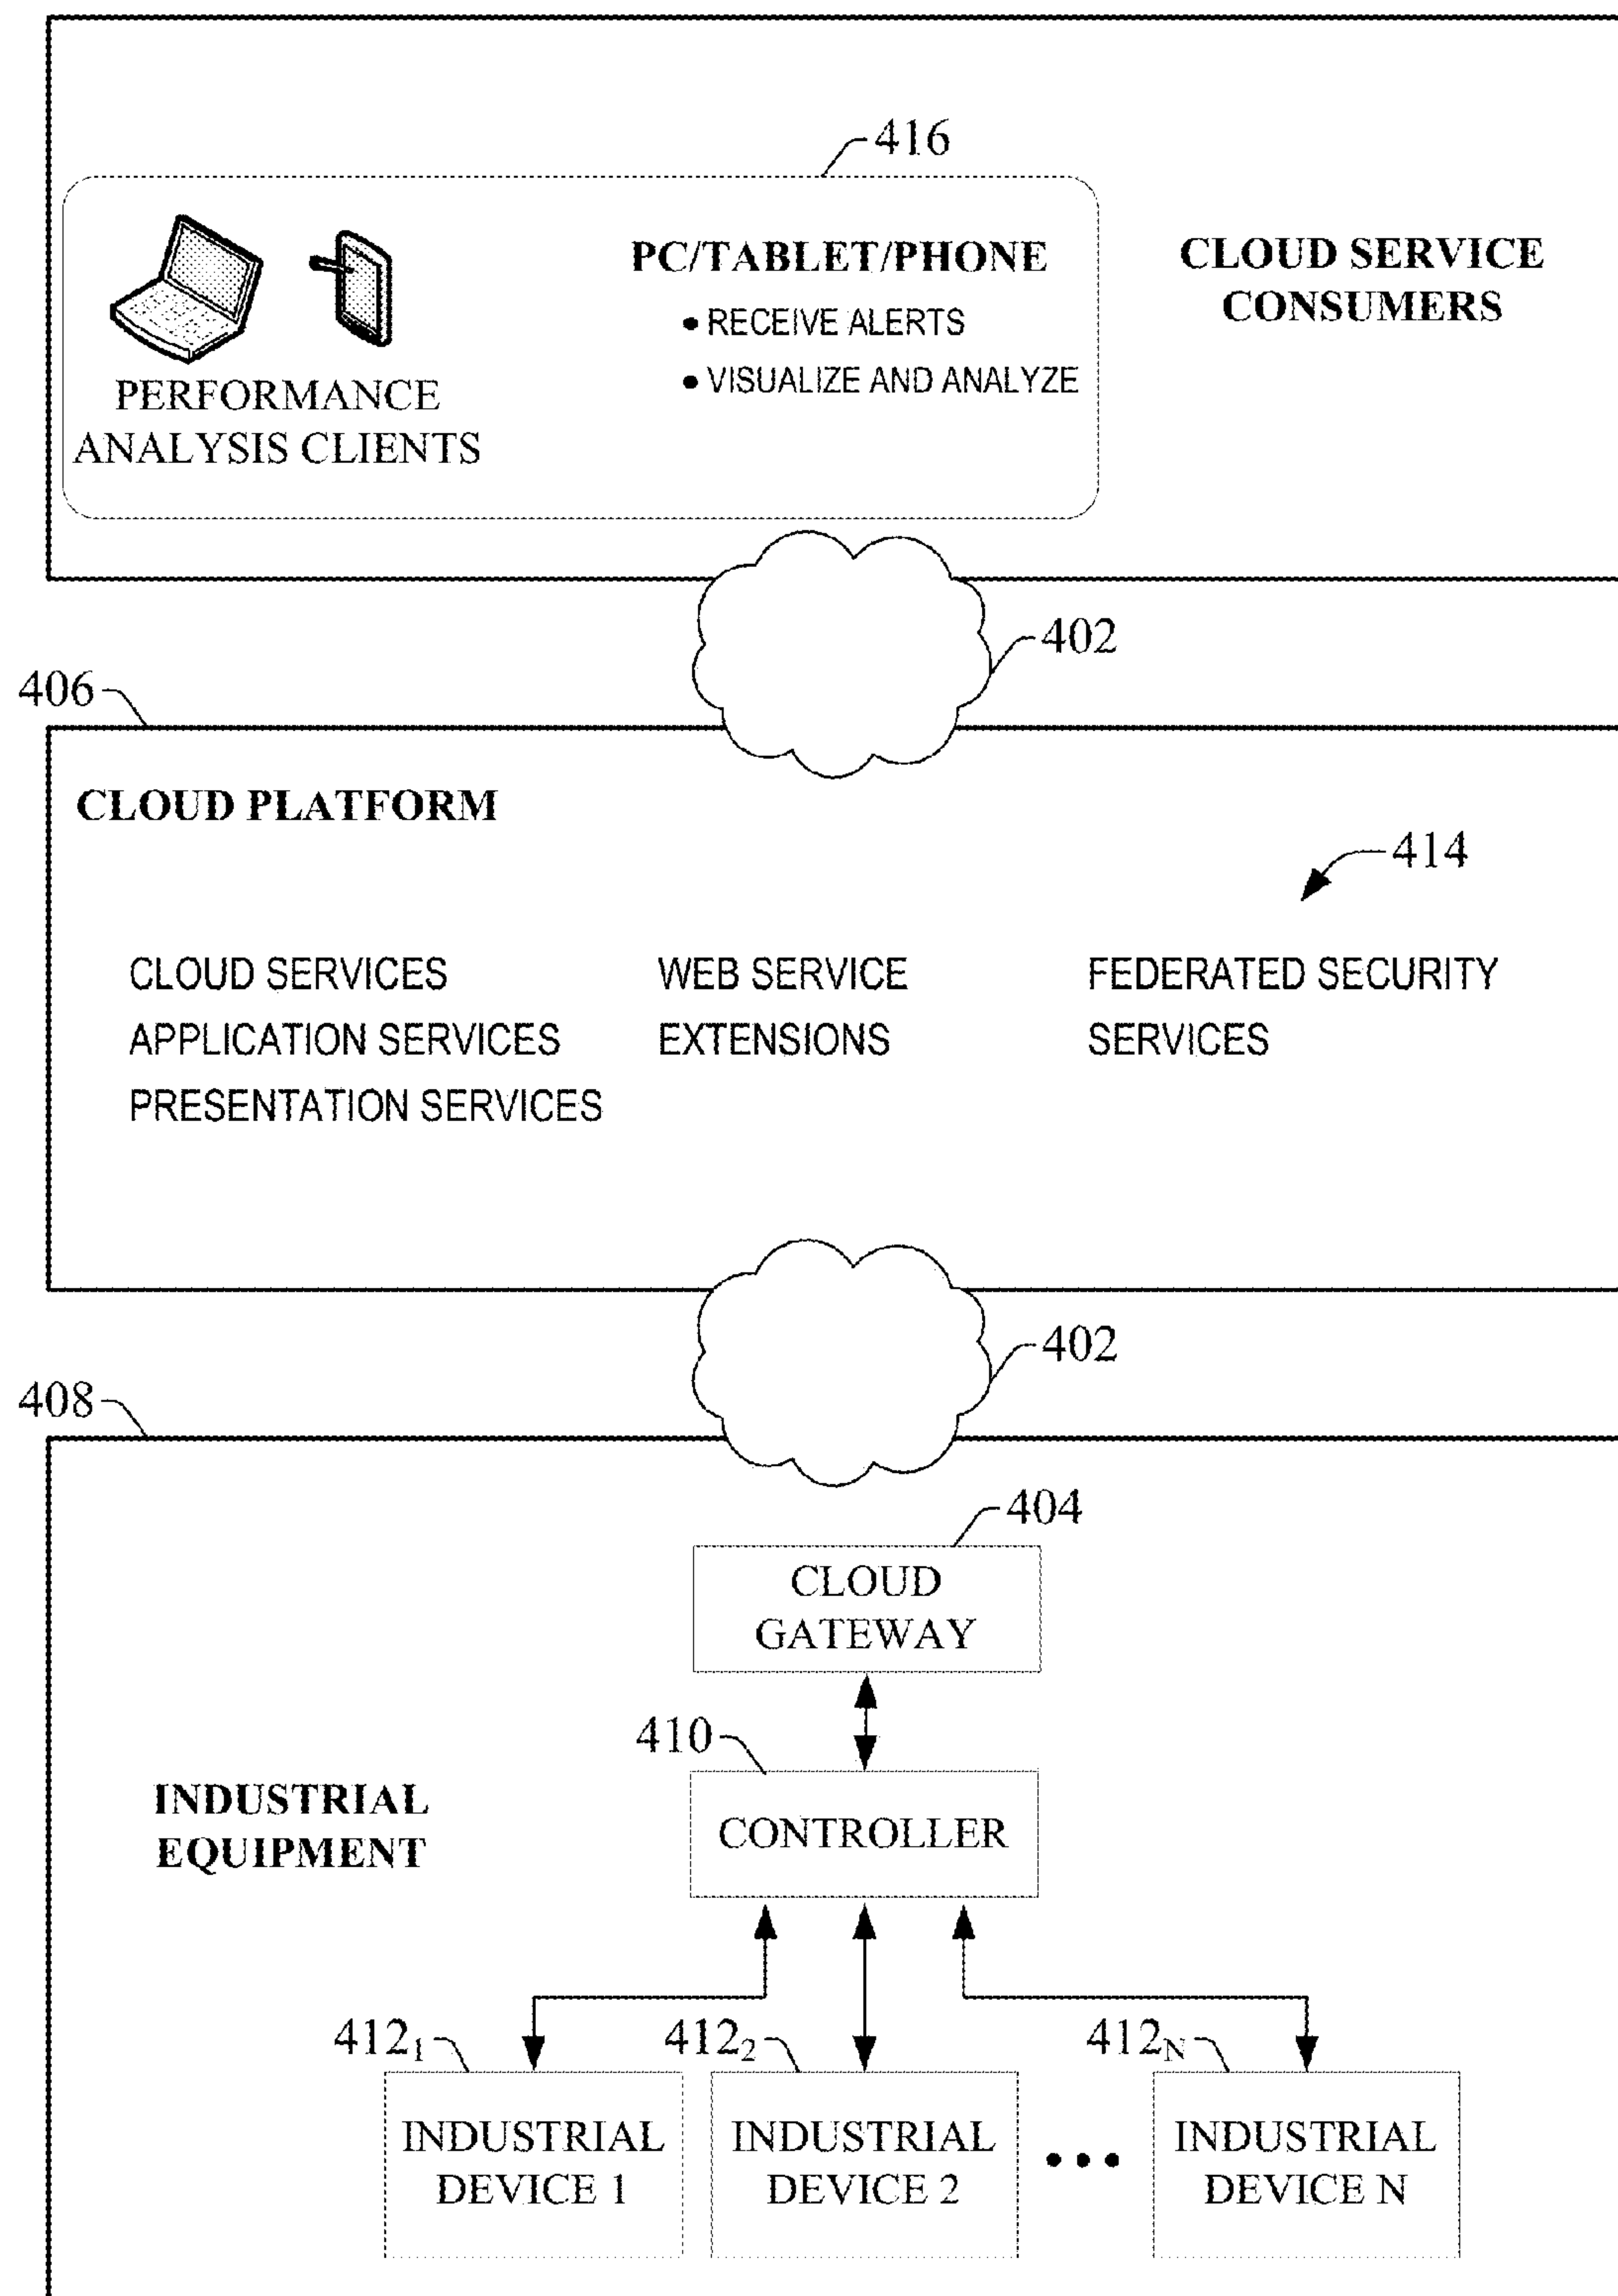 416
PC/TABLET/PHONE
• RECEIVE ALERTS
• VISUALIZE AND ANALYZE
PERFORMANCE
ANALYSIS CLIENTS
CLOUD SERVICE
CONSUMERS
402
406
CLOUD PLATFORM
414
CLOUD SERVICES
APPLICATION SERVICES
PRESENTATION SERVICES
WEB SERVICE
EXTENSIONS
FEDERATED SECURITY
SERVICES
402
408
404
CLOUD
GATEWAY
410
CONTROLLER
INDUSTRIAL
EQUIPMENT
412₁
412₂
412_N
INDUSTRIAL
DEVICE 1
INDUSTRIAL
DEVICE 2
• • •
INDUSTRIAL
DEVICE N